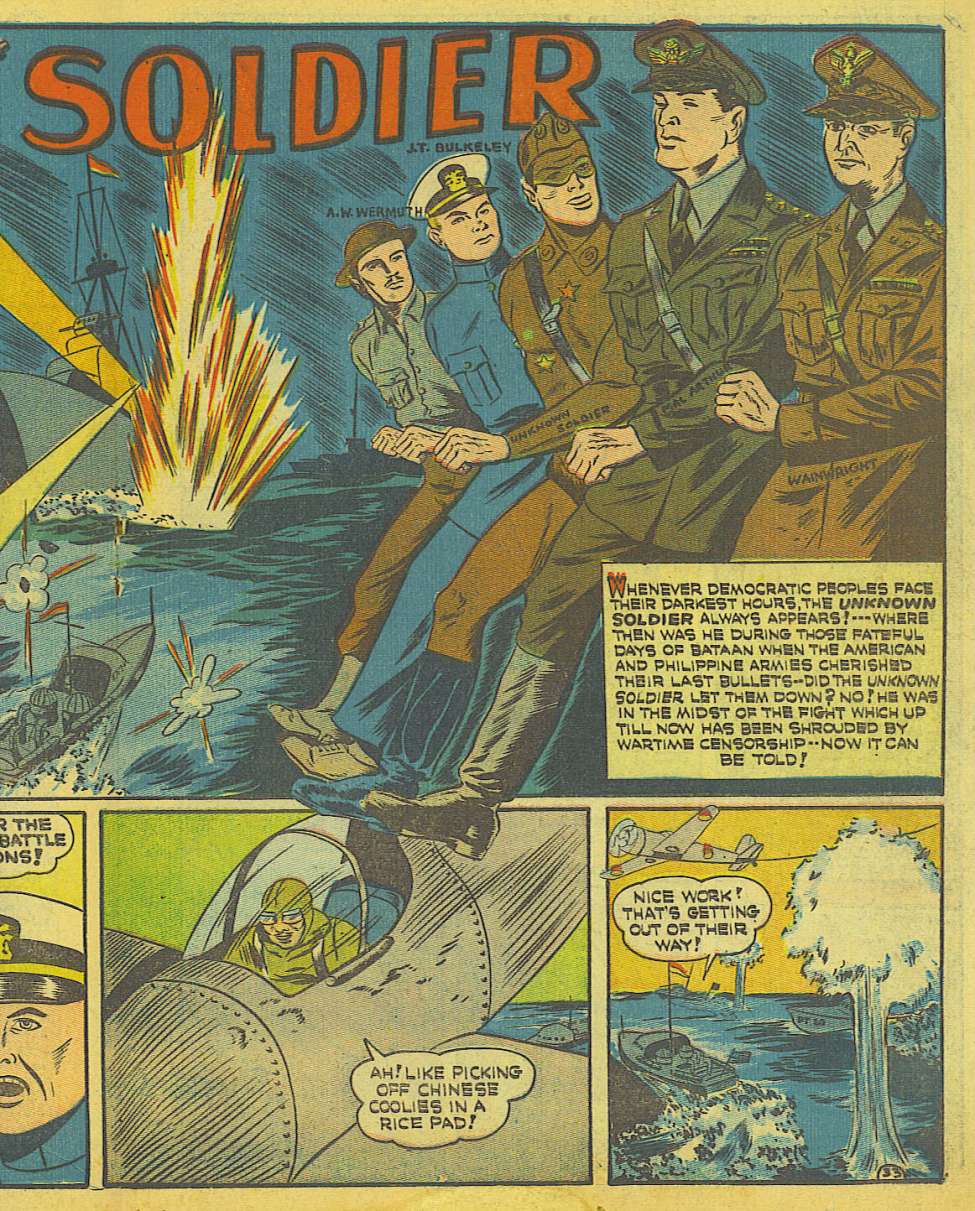 SOLDIER
J.T. BULKELEY
A.W. WERMUTH
UNKNOWN
SOLDIER
WAINWRIGHT
WHENEVER DEMOCRATIC PEOPLES FACE
THEIR DARKEST HOURS, THE UNKNOWN
SOLDIER ALWAYS APPEARS!---WHERE
THEN WAS HE DURING THOSE FATEFUL
DAYS OF BATAAN WHEN THE AMERICAN
AND PHILIPPINE ARMIES CHERISHED
THEIR LAST BULLETS--DID THE UNKNOWN
SOLDIER LET THEM DOWN? NO! HE WAS
IN THE MIDST OF THE FIGHT WHICH UP
TILL NOW HAS BEEN SHROUDED BY
WARTIME CENSORSHIP--NOW IT CAN
BE TOLD!
R THE
BATTLE
ONS!
AH! LIKE PICKING
OFF CHINESE
COOLIES IN A
RICE PAD!
NICE WORK!
THAT'S GETTING
OUT OF THEIR
WAY!
33